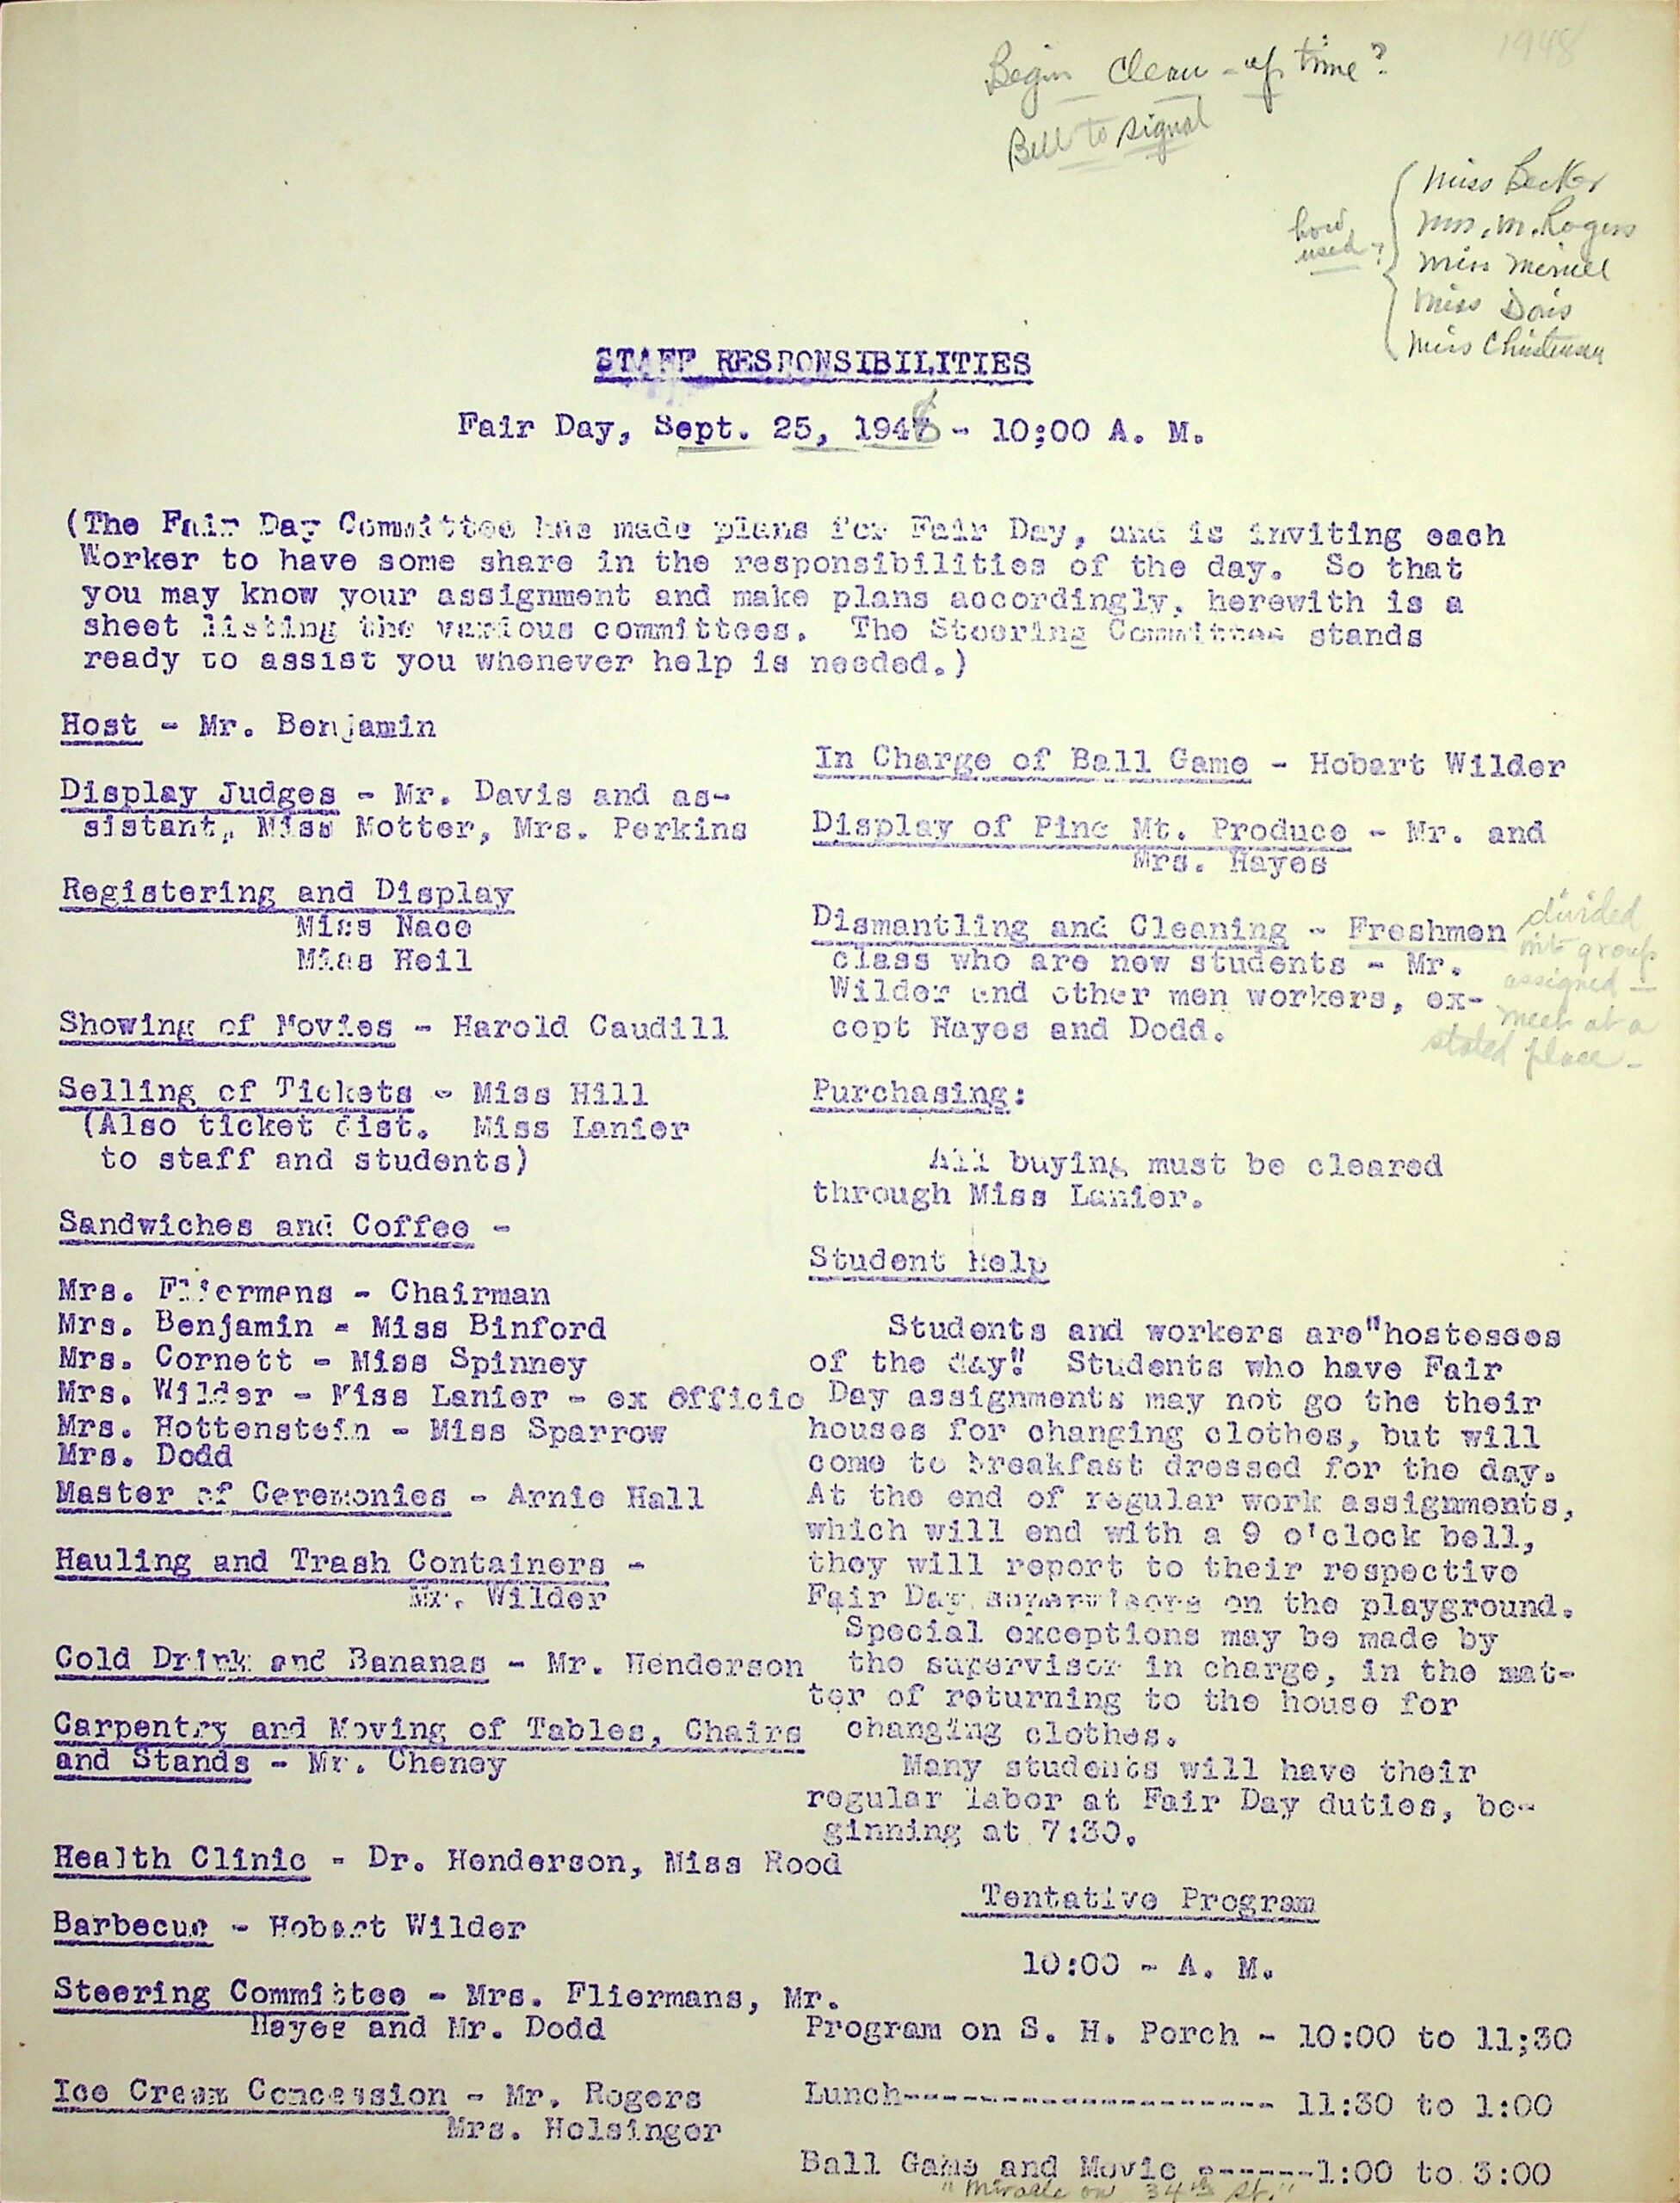 1948
Begin Clean-up time?
Bell to signal
how used?
Miss Becker
Mrs. M. Rogers
Miss Merrill
Miss Doris
Miss Christensen
STAFF RESPONSIBILITIES
Fair Day, Sept. 25, 1948 - 10;00 A. M.
(The Fair Day Committee has made plans for Fair Day, and is inviting each
Worker to have some share in the responsibilities of the day. So that
you may know your assignment and make plans accordingly, herewith is a
sheet listing the various committees. The Steering Committee stands
ready to assist you whenever help is needed.)
Host - Mr. Benjamin
Display Judges - Mr. Davis and as-
sistant, Miss Motter, Mrs. Perkins
Registering and Display
Miss Nace
Miss Heil
Showing of Movies - Harold Caudill
Selling of Tickets - Miss Hill
(Also ticket dist. Miss Lanier
to staff and students)
Sandwiches and Coffee -
Mrs. Fliermans - Chairman
Mrs. Benjamin - Miss Binford
Mrs. Cornett - Miss Spinney
Mrs. Wilder - Miss Lanier - ex officio
Mrs. Hottenstein - Miss Sparrow
Mrs. Dodd
Master of Ceremonies - Arnie Hall
Hauling and Trash Containers -
Mr. Wilder
Cold Drink and Bananas - Mr. Henderson
Carpentry and Moving of Tables, Chairs
and Stands - Mr. Cheney
Health Clinic - Dr. Henderson, Miss Rood
Barbecue - Hobart Wilder
Steering Committee - Mrs. Fliermans, Mr.
Hayes and Mr. Dodd
Ice Cream Concession - Mr. Rogers
Mrs. Holsinger
In Charge of Ball Game - Hobart Wilder
Display of Pine Mt. Produce - Mr. and
Mrs. Hayes
Dismantling and Cleaning - Freshmen
class who are new students - Mr.
Wilder and other men workers, ex-
cept Hayes and Dodd.
divided
into groups
assigned -
meet at a
stated place -
Purchasing:
All buying must be cleared
through Miss Lanier.
Student Help
Students and workers are"hostesses
of the day". Students who have Fair
Day assignments may not go the their
houses for changing clothes, but will
come to breakfast dressed for the day.
At the end of regular work assignments,
which will end with a 9 o'clock bell,
they will report to their respective
Fair Day supervisors on the playground.
Special exceptions may be made by
the supervisor in charge, in the mat-
ter of returning to the house for
changing clothes.
Many students will have their
regular labor at Fair Day duties, be-
ginning at 7:30.
Tentative Program
10:00 - A. M.
Program on S. H. Porch - 10:00 to 11;30
Lunch----------------------- 11:30 to 1:00
Ball Game and Movie -------1:00 to 3:00
"Miracle on 34th St."